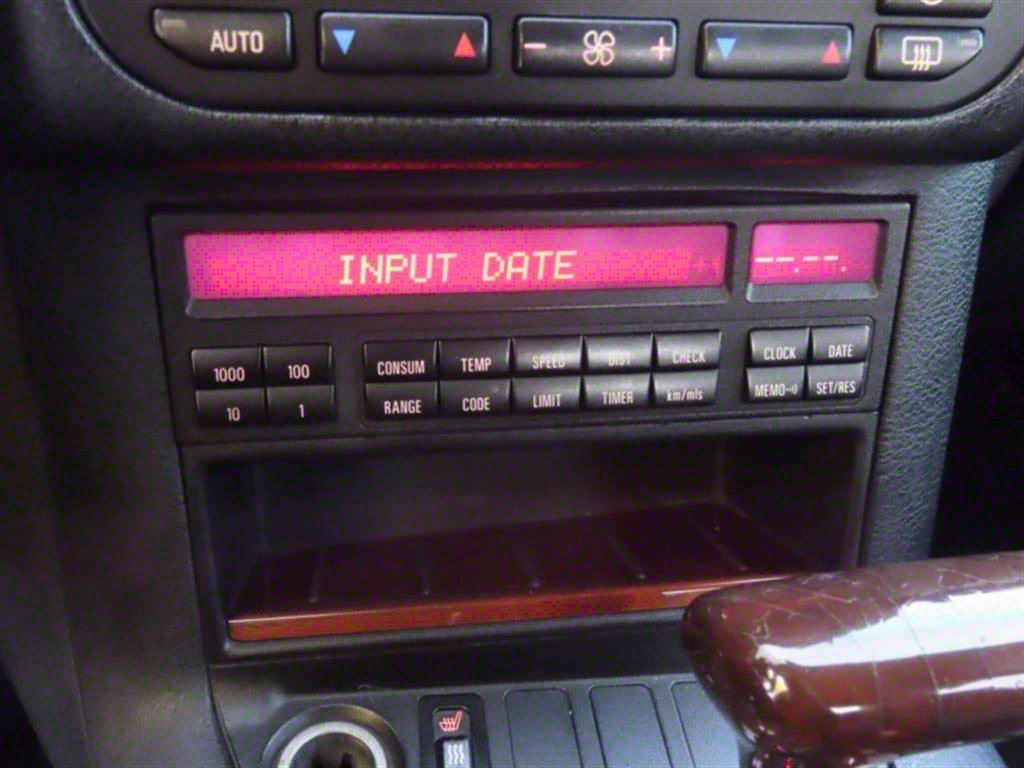 AUTO
- +
INPUT DATE
--.--.
1000 100
10 1
CONSUM TEMP SPEED DIST CHECK
RANGE CODE LIMIT TIMER km/mls
CLOCK DATE
MEMO SET/RES